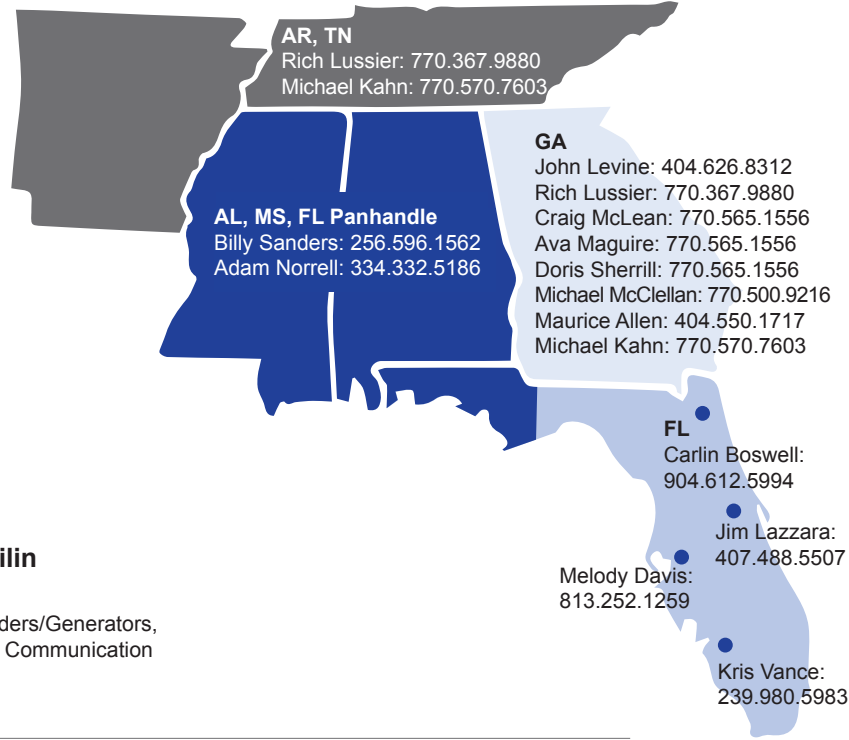 AR, TN
Rich Lussier: 770.367.9880
Michael Kahn: 770.570.7603
GA
John Levine: 404.626.8312
Rich Lussier: 770.367.9880
Craig McLean: 770.565.1556
Ava Maguire: 770.565.1556
Doris Sherrill: 770.565.1556
Michael McClellan: 770.500.9216
Maurice Allen: 404.550.1717
Michael Kahn: 770.570.7603
AL, MS, FL Panhandle
Billy Sanders: 256.596.1562
Adam Norrell: 334.332.5186
FL
Carlin Boswell:
904.612.5994
Jim Lazzara:
407.488.5507
Melody Davis:
813.252.1259
Kris Vance:
239.980.5983
ilin
ders/Generators,
Communication